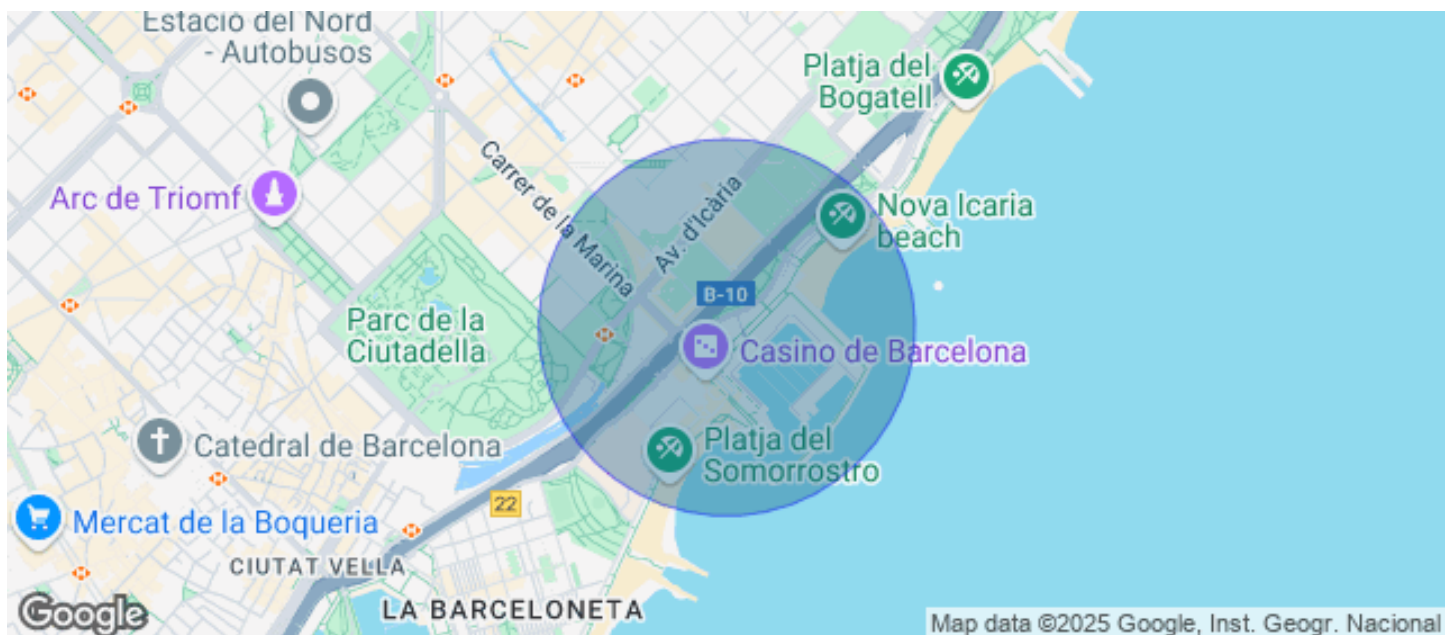 Estació del Nord
- Autobusos
Platja del
Bogatell
Carrer de la Marina
Arc de Triomf
Av. d'Icària
Nova Icaria
beach
B-10
Parc de la
Ciutadella
Casino de Barcelona
Catedral de Barcelona
Platja del
Somorrostro
22
Mercat de la Boqueria
CIUTAT VELLA
LA BARCELONETA
Google
Map data ©2025 Google, Inst. Geogr. Nacional